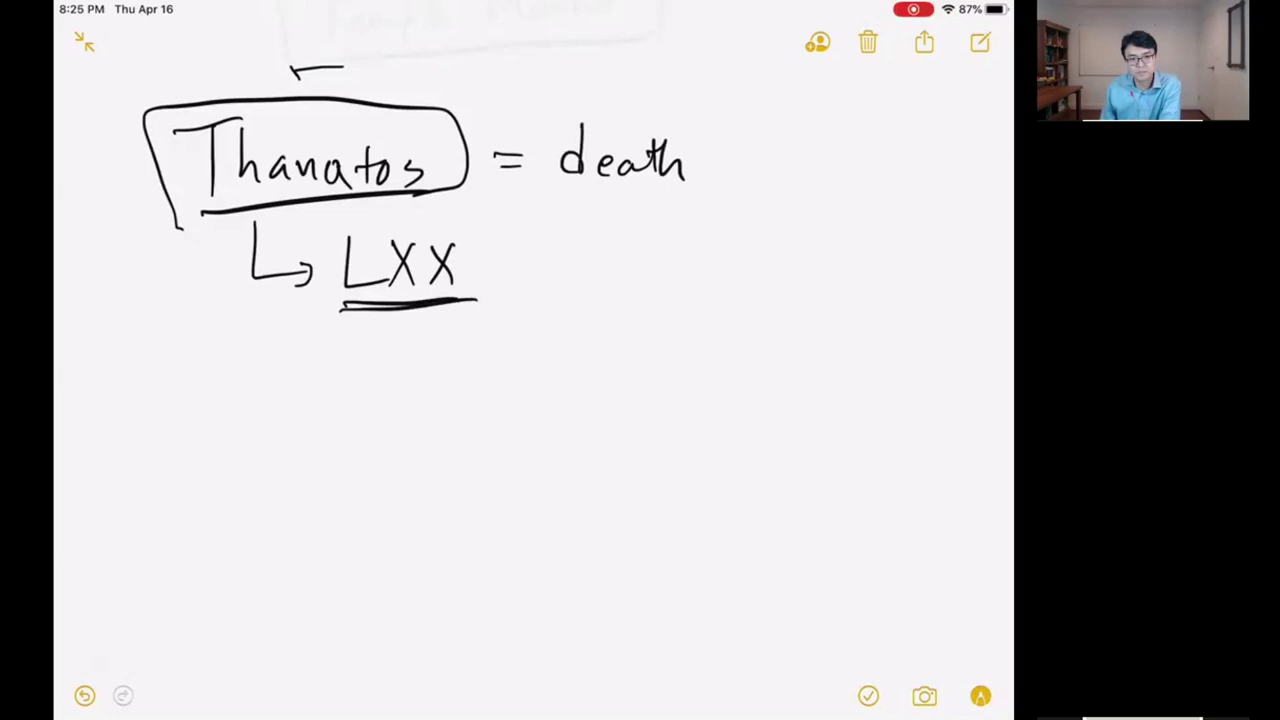 8:25 PM Thu Apr 16 87%
Thanatos = death
↳ LXX